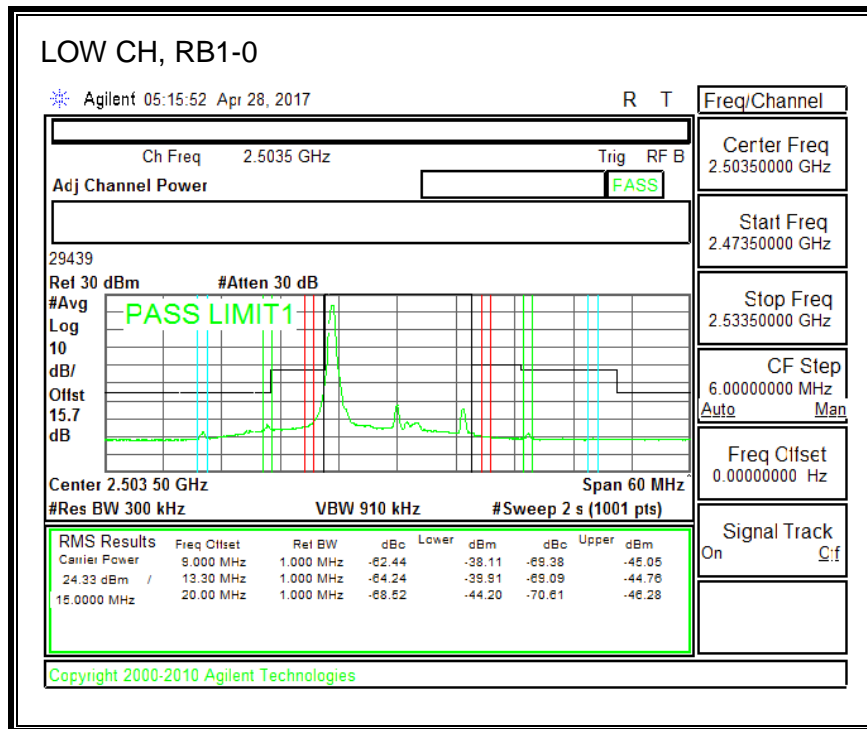 LOW CH, RB1-0
Agilent 05:15:52 Apr 28, 2017 R T
Freq/Channel
Ch Freq 2.5035 GHz Trig RF B
Adj Channel Power PASS
Center Freq
2.50350000 GHz
Start Freq
2.47350000 GHz
29439
Ref 30 dBm #Atten 30 dB
#Avg
Log
10
dB/
Offst
15.7
dB
PASS LIMIT1
Stop Freq
2.53350000 GHz
CF Step
6.00000000 MHz
Auto Man
Freq Offset
0.00000000 Hz
Center 2.503 50 GHz Span 60 MHz
#Res BW 300 kHz VBW 910 kHz #Sweep 2 s (1001 pts)
Signal Track
On Off
RMS Results Freq Offset Ref BW dBc Lower dBm dBc Upper dBm
Carrier Power 9.000 MHz 1.000 MHz -62.44 -38.11 -69.38 -45.05
24.33 dBm / 13.30 MHz 1.000 MHz -64.24 -39.91 -69.09 -44.76
15.0000 MHz 20.00 MHz 1.000 MHz -68.52 -44.20 -70.61 -46.28
Copyright 2000-2010 Agilent Technologies